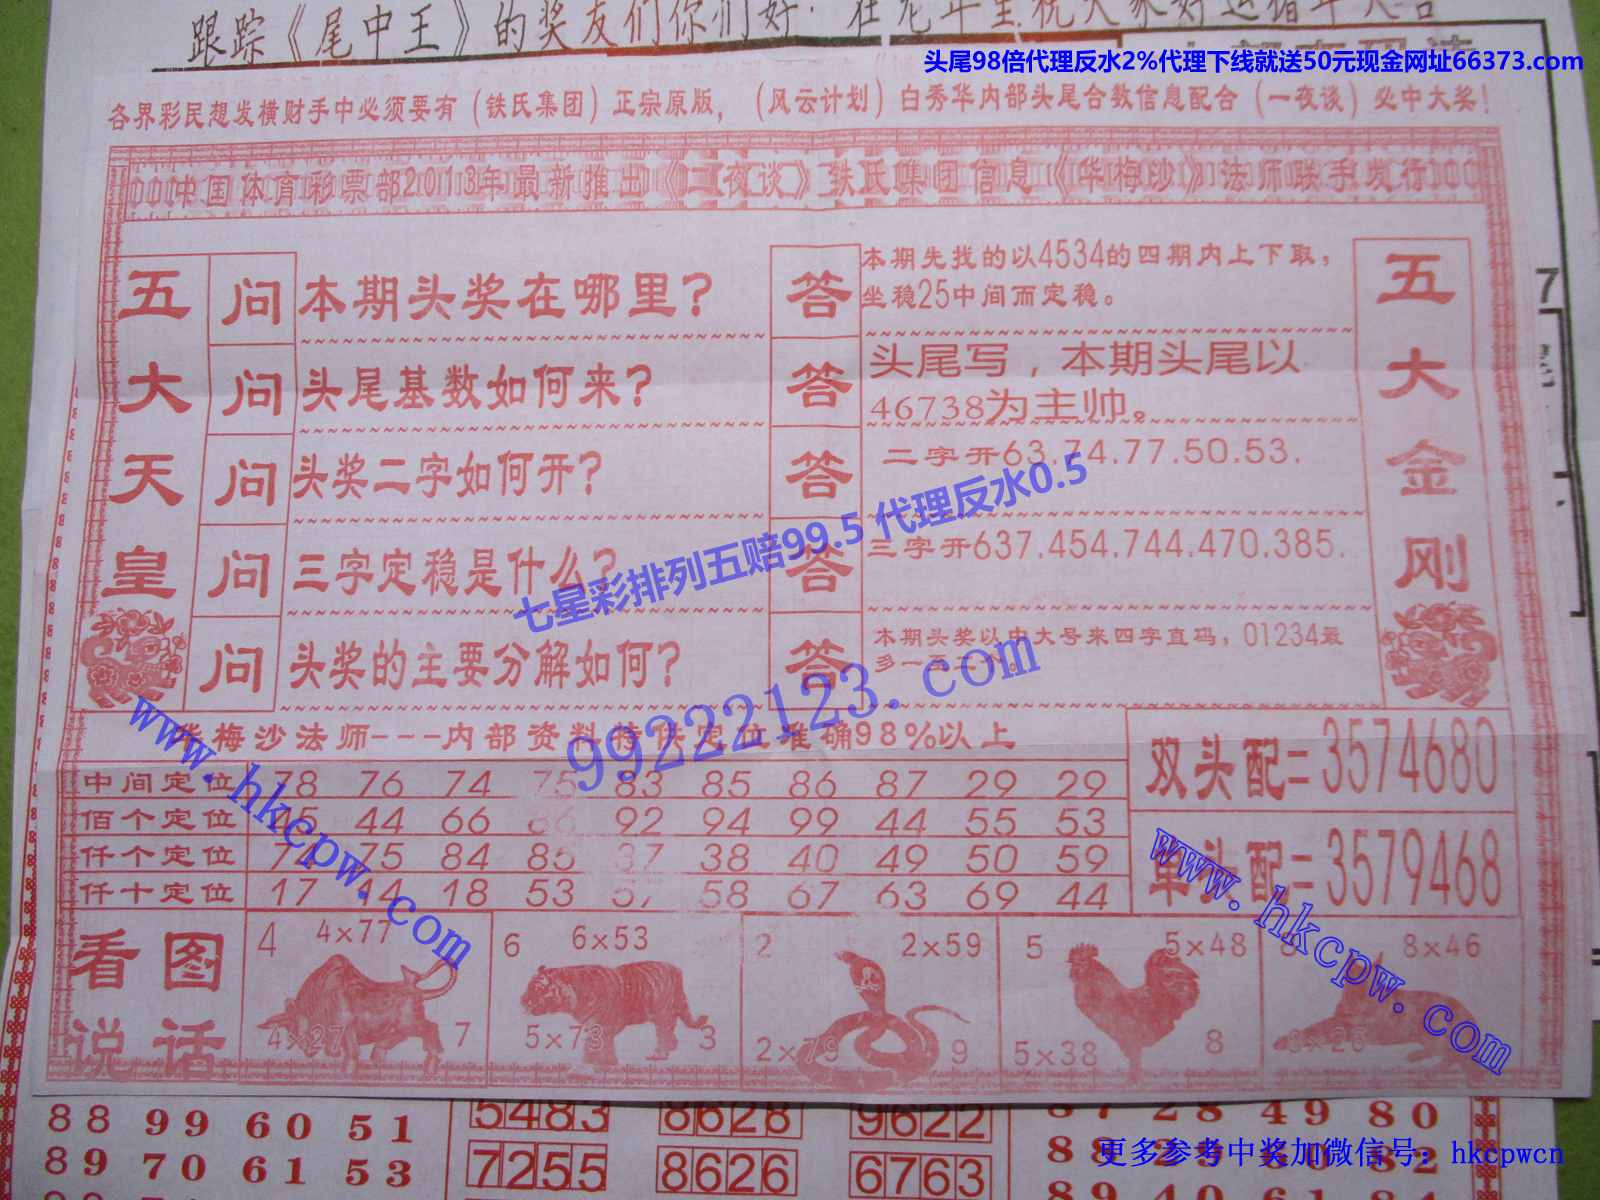 跟踪《尾中王》的奖友们你们好
头尾98倍代理反水2%代理下线就送50元现金网址66373.com
各界彩民想发横财手中必须要有（铁氏集团）正宗原版，（风云计划）白秀华内部头尾合数信息配合（一夜谈）必中大奖！
中国体育彩票部2013年最新推出《一夜谈》铁氏集团信息《华梅沙》法师联手发行
五大天皇
问 本期头奖在哪里？
答 本期先找的以4534的四期内上下取，
坐稳25中间而定稳。
问 头尾基数如何来？
答 头尾写，本期头尾以
46738为主帅。
问 头奖二字如何开？
答 二字开63.74.77.50.53.
问 三字定稳是什么？
答 三字开637.454.744.470.385.
问 头奖的主要分解如何？
答 本期头奖以中大号来四字直码，01234最
多一至二个。
五大金刚
七星彩排列五赔99.5 代理反水0.5
99222123.com
www.hkcpw.com
www.hkcpw.com
华梅沙法师---内部资料特供定位准确98%以上
中间定位 78 76 74 75 83 85 86 87 29 29
佰个定位 45 44 66 86 92 94 99 44 55 53
仟个定位 74 75 84 85 37 38 40 49 50 59
仟十定位 17 14 18 53 57 58 67 63 69 44
双头配=3574680
单头配=3579468
看图
说话
4 4×77
4×27 7
6 6×53
5×73 3
2 2×59
2×79 9
5 5×48
5×38 8
8×46
88 99 60 51
5483 8628 9622
87 28 49 80
89 70 61 53
7255 8626 6763
更多参考中奖加微信号：hkcpwcn